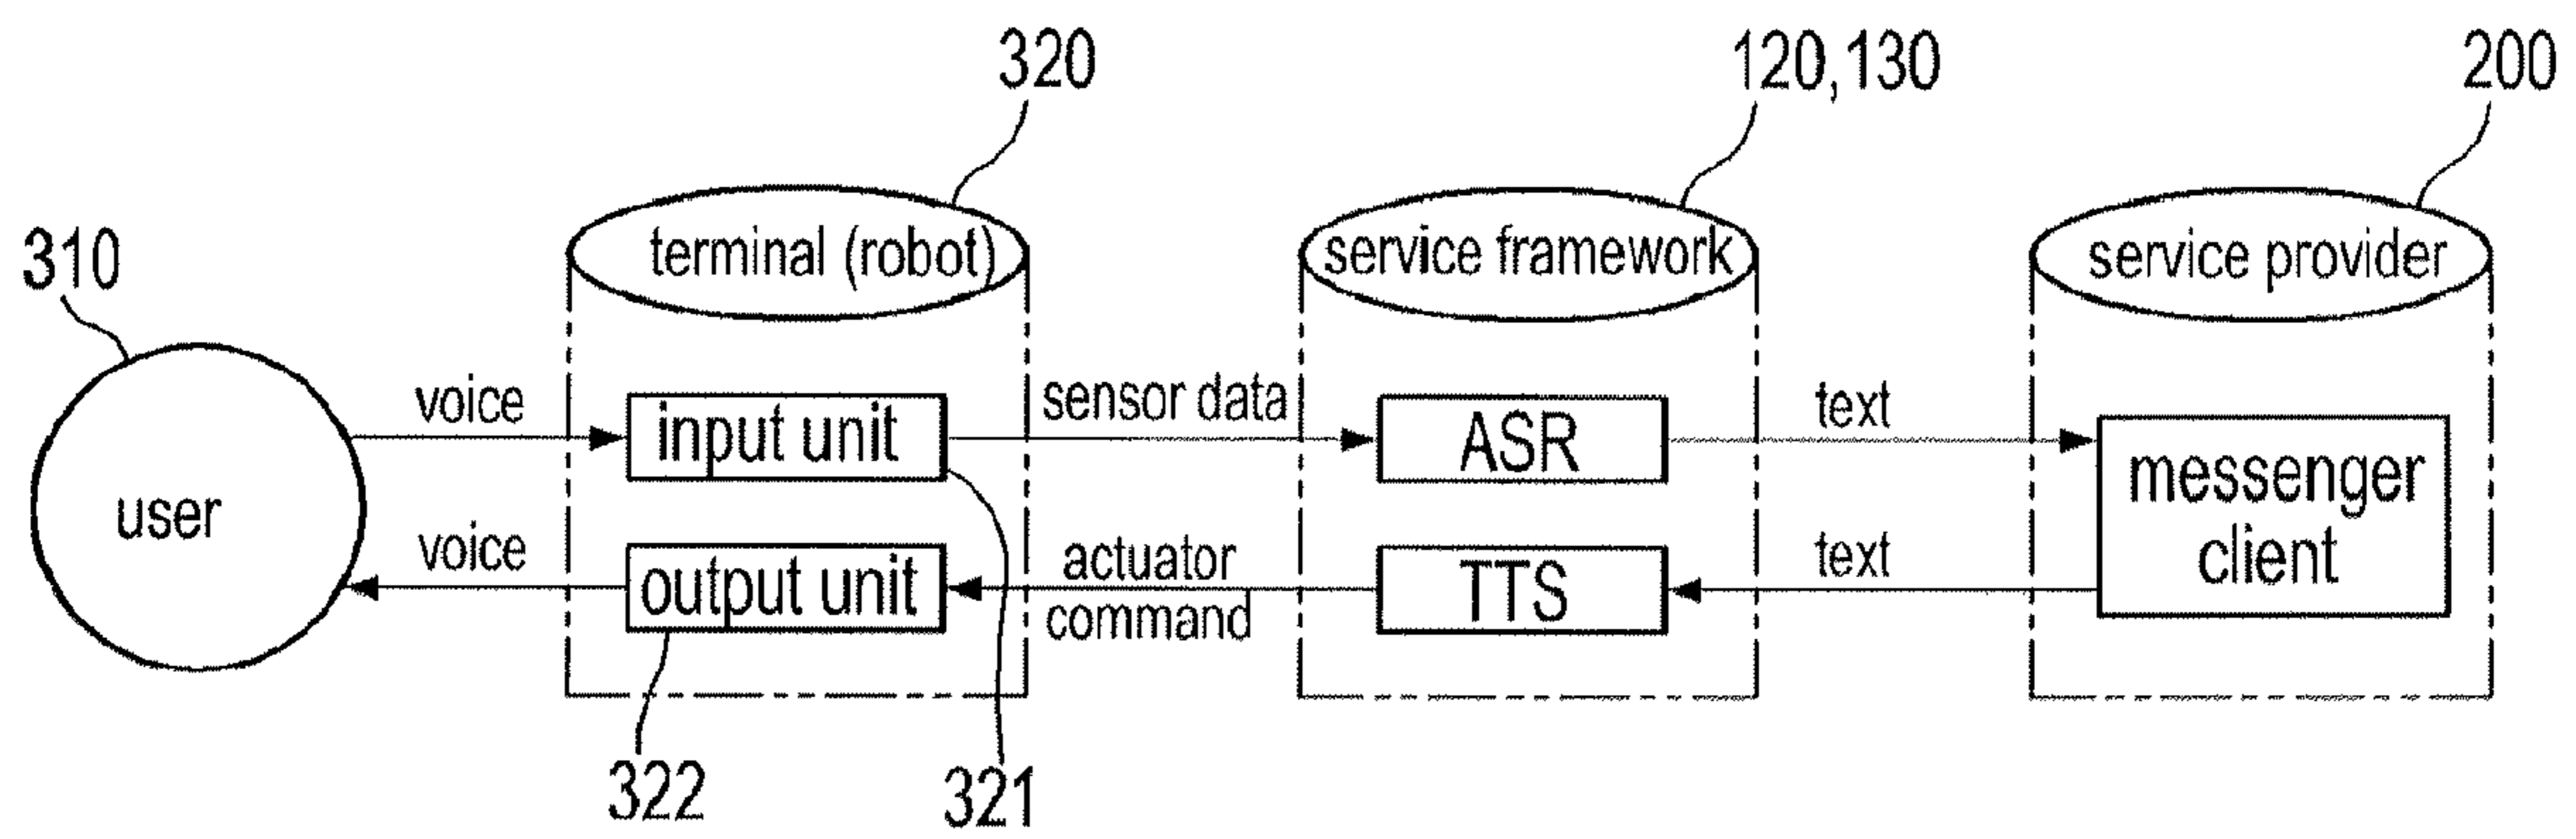 320
120,130
200
310
terminal (robot)
service framework
service provider
voice
input unit
sensor data
ASR
text
messenger
client
user
voice
output unit
actuator
command
TTS
text
322
321